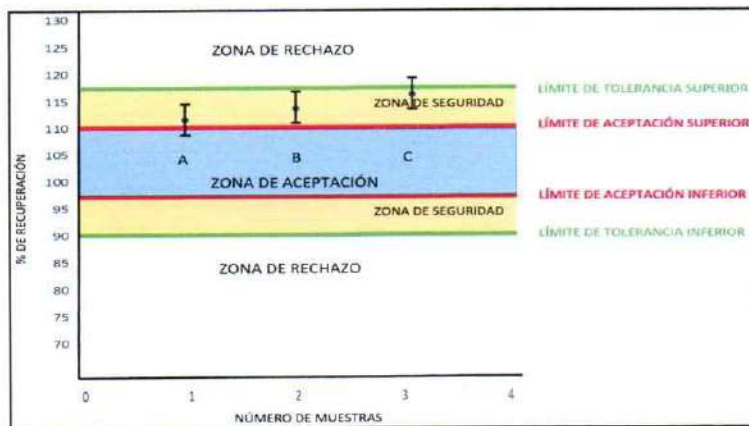 130
ZONA DE RECHAZO
125
120
LÍMITE DE TOLERANCIA SUPERIOR
115
ZONA DE SEGURIDAD
110
LÍMITE DE ACEPTACIÓN SUPERIOR
105
A
B
C
100
ZONA DE ACEPTACIÓN
95
LÍMITE DE ACEPTACIÓN INFERIOR
ZONA DE SEGURIDAD
90
LÍMITE DE TOLERANCIA INFERIOR
85
ZONA DE RECHAZO
80
75
70
% DE RECUPERACIÓN
0 1 2 3 4
NÚMERO DE MUESTRAS